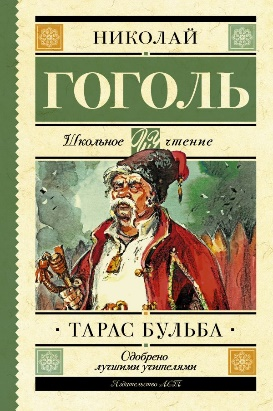 НИКОЛАЙ
ГОГОЛЬ
Школьное чтение
ТАРАС БУЛЬБА
Одобрено
лучшими учителями
Издательство АСТ